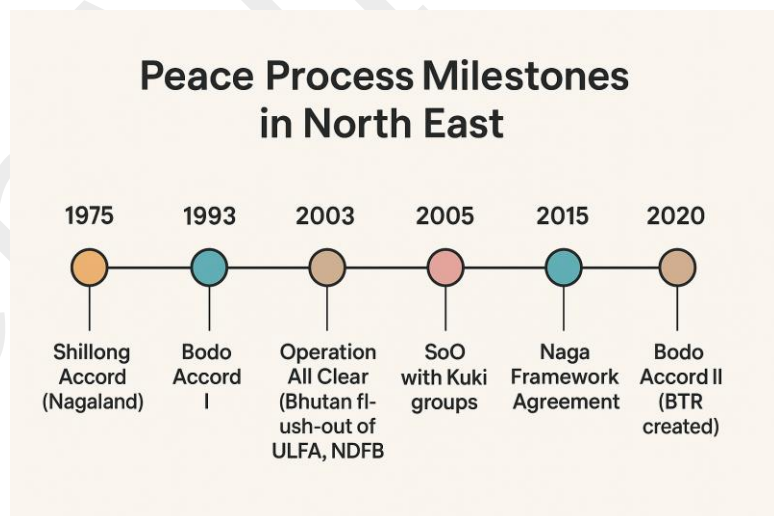 Peace Process Milestones
in North East
1975
1993
2003
2005
2015
2020
Shillong
Accord
(Nagaland)
Bodo
Accord
I
Operation
All Clear
(Bhutan fl-
ush-out of
ULFA, NDFB
SoO
with Kuki
groups
Naga
Framework
Agreement
Bodo
Accord II
(BTR
created)